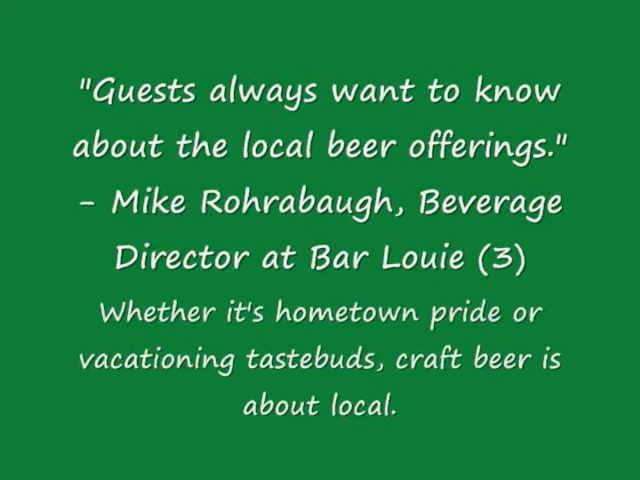 "Guests always want to know
about the local beer offerings."
- Mike Rohrabaugh, Beverage
Director at Bar Louie (3)
Whether it's hometown pride or
vacationing tastebuds, craft beer is
about local.